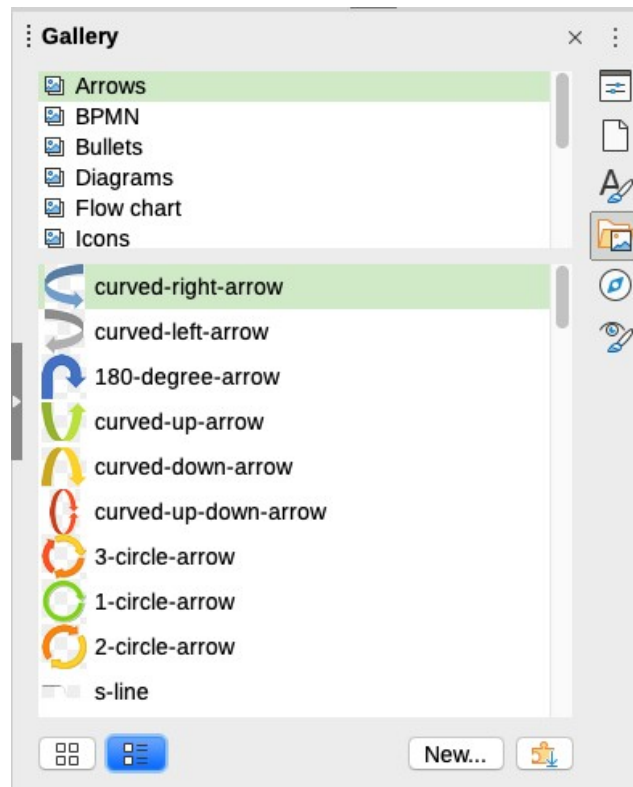 Gallery
Arrows
BPMN
Bullets
Diagrams
Flow chart
Icons
curved-right-arrow
curved-left-arrow
180-degree-arrow
curved-up-arrow
curved-down-arrow
curved-up-down-arrow
3-circle-arrow
1-circle-arrow
2-circle-arrow
s-line
New...